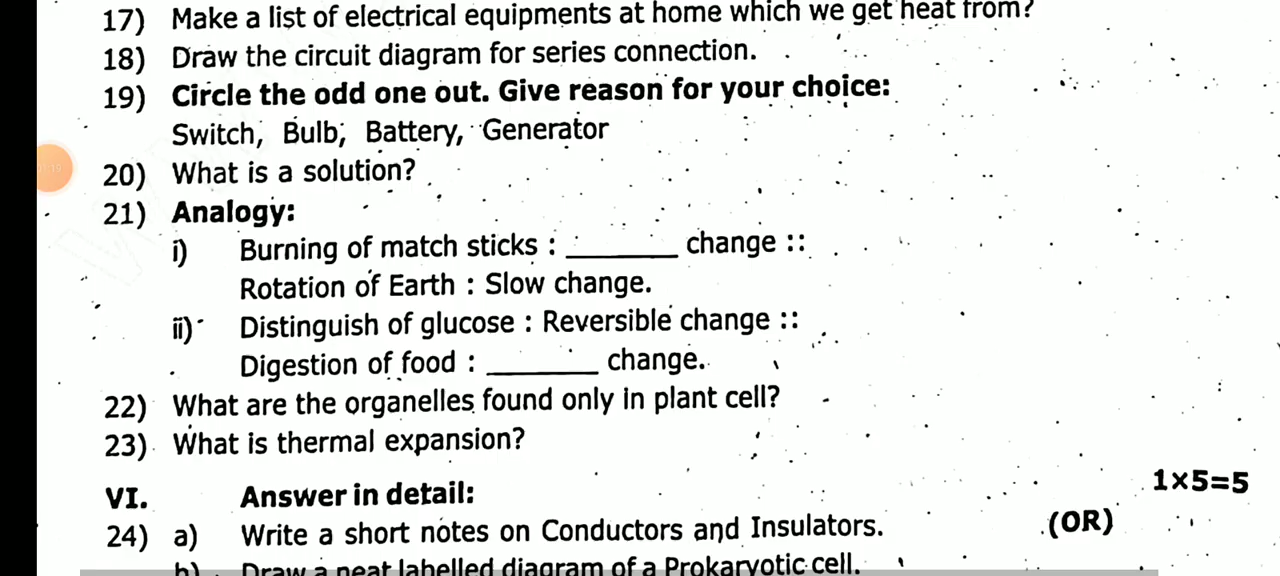 17) Make a list of electrical equipments at home which we get heat from?
18) Draw the circuit diagram for series connection.
19) Circle the odd one out. Give reason for your choice:
Switch, Bulb, Battery, Generator
20) What is a solution?
21) Analogy:
i) Burning of match sticks : ________ change ::
Rotation of Earth : Slow change.
ii) Distinguish of glucose : Reversible change ::
Digestion of food : ________ change.
22) What are the organelles found only in plant cell?
23) What is thermal expansion?
VI. Answer in detail: 1×5=5
24) a) Write a short notes on Conductors and Insulators. (OR)
b) Draw a neat labelled diagram of a Prokaryotic cell.